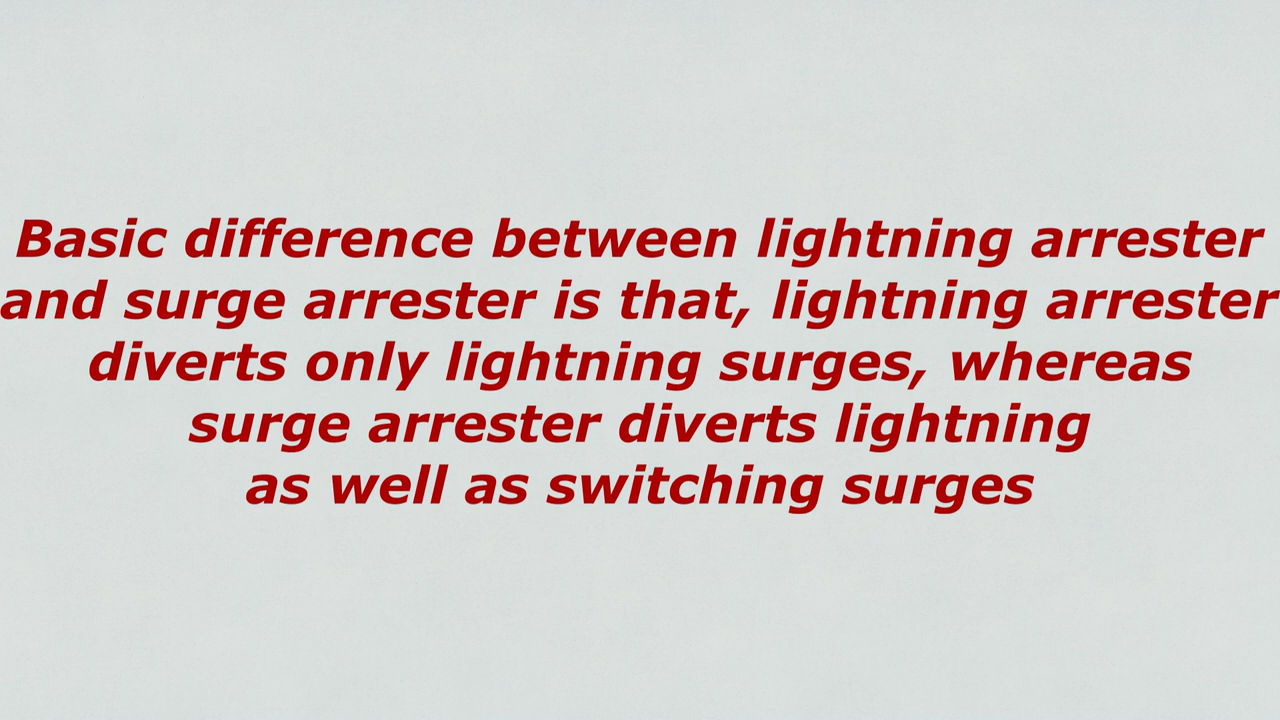 Basic difference between lightning arrester
and surge arrester is that, lightning arrester
diverts only lightning surges, whereas
surge arrester diverts lightning
as well as switching surges